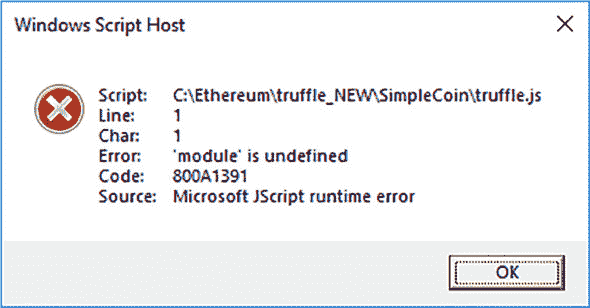 Windows Script Host
Script: C:\Ethereum\truffle_NEW\SimpleCoin\truffle.js
Line: 1
Char: 1
Error: 'module' is undefined
Code: 800A1391
Source: Microsoft JScript runtime error
OK